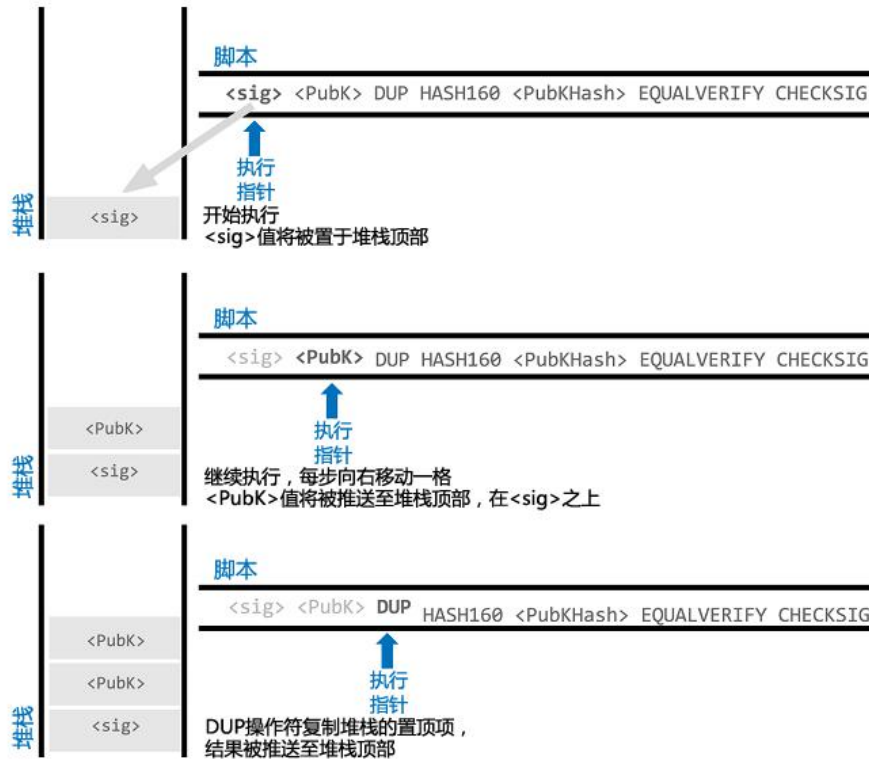 脚本
<sig> <PubK> DUP HASH160 <PubKHash> EQUALVERIFY CHECKSIG
执行
指针
堆栈
<sig>
开始执行
<sig>值将被置于堆栈顶部
脚本
<sig> <PubK> DUP HASH160 <PubKHash> EQUALVERIFY CHECKSIG
执行
指针
堆栈
<PubK>
<sig>
继续执行,每步向右移动一格
<PubK>值将被推送至堆栈顶部,在<sig>之上
脚本
<sig> <PubK> DUP HASH160 <PubKHash> EQUALVERIFY CHECKSIG
执行
指针
堆栈
<PubK>
<PubK>
<sig>
DUP操作符复制堆栈的置顶项,
结果被推送至堆栈顶部